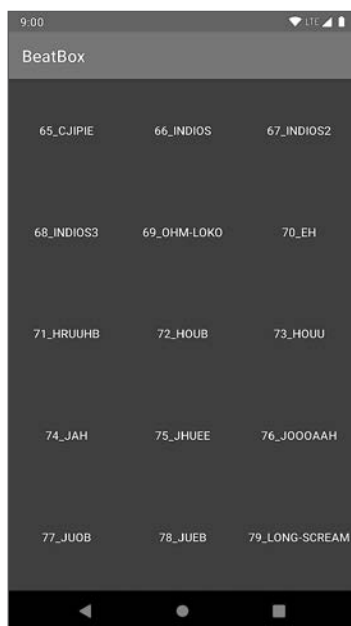 9:00 LTE
BeatBox
65_CJIPIE 66_INDIOS 67_INDIOS2
68_INDIOS3 69_OHM-LOKO 70_EH
71_HRUUHB 72_HOUB 73_HOUU
74_JAH 75_JHUEE 76_JOOOAAH
77_JUOB 78_JUEB 79_LONG-SCREAM